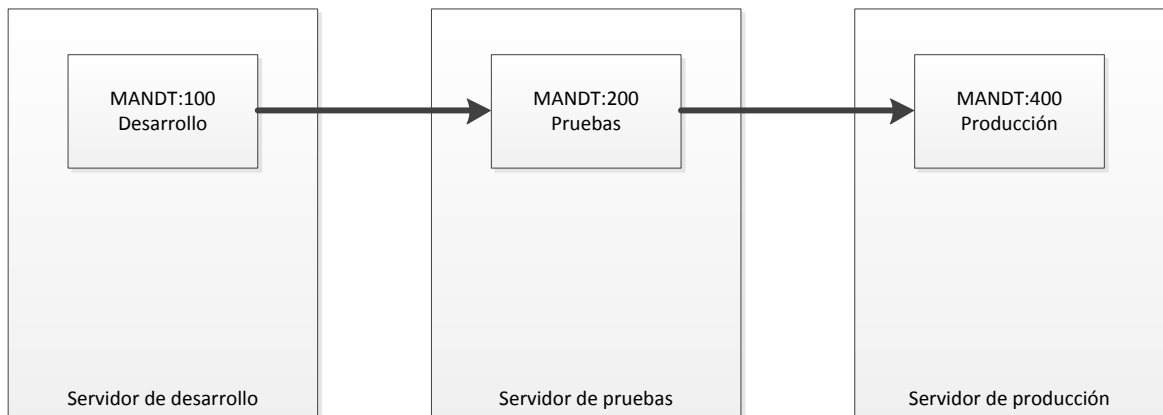 MANDT:100
Desarrollo
MANDT:200
Pruebas
MANDT:400
Producción
Servidor de desarrollo
Servidor de pruebas
Servidor de producción